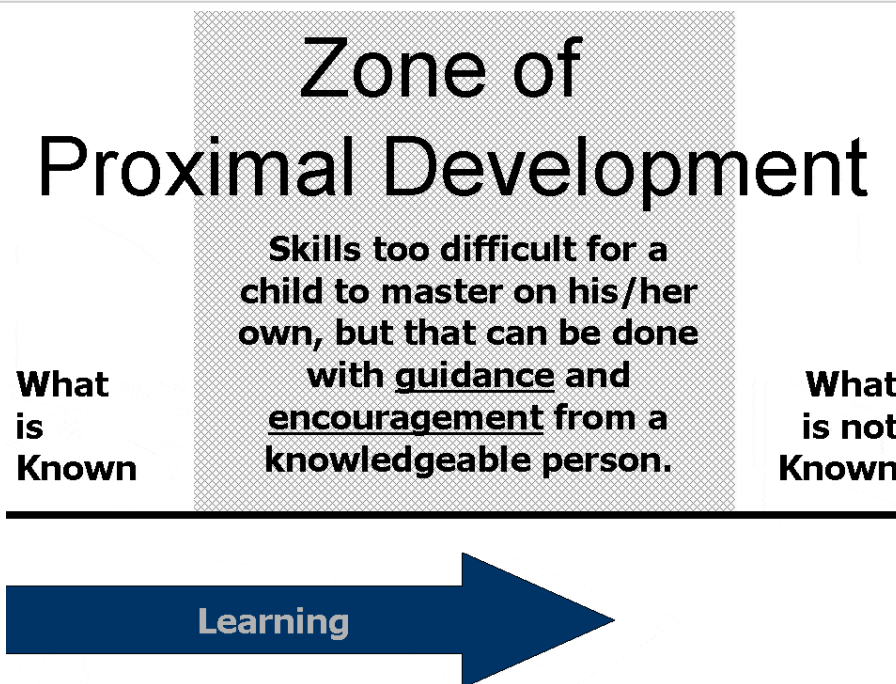 Zone of
Proximal Development
Skills too difficult for a
child to master on his/her
own, but that can be done
with guidance and
encouragement from a
knowledgeable person.
What
is
Known
What
is not
Known
Learning